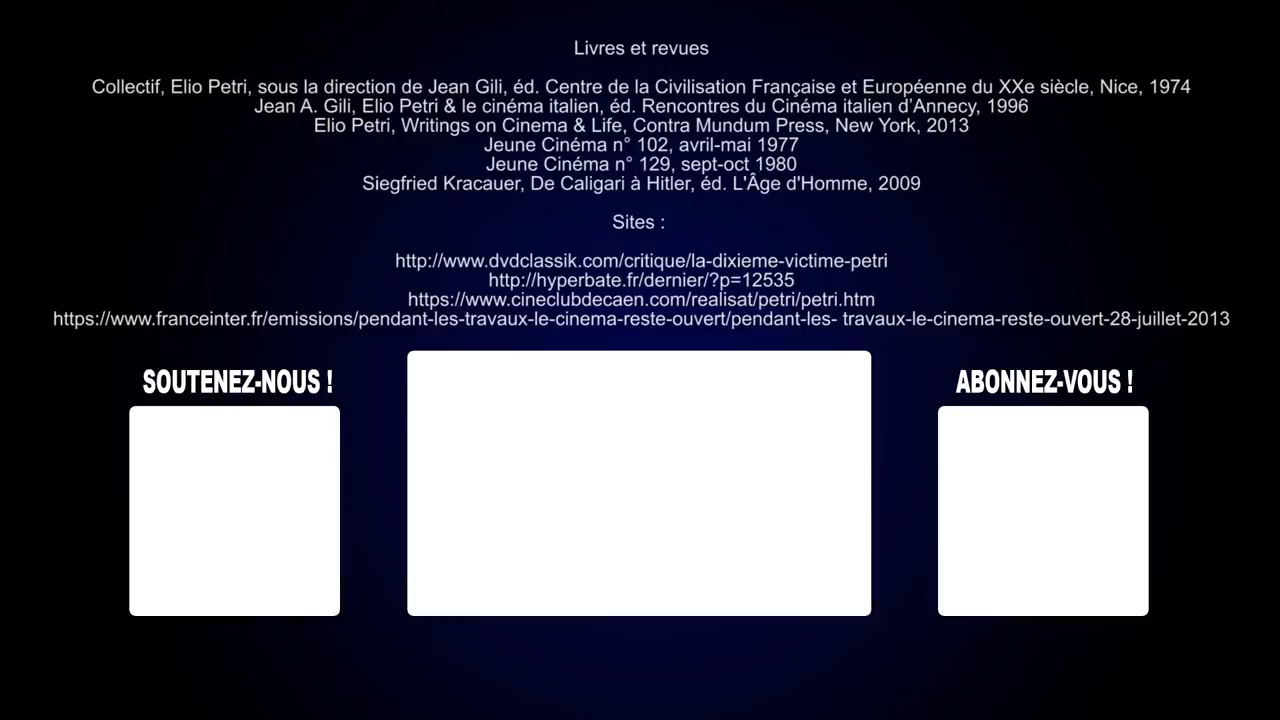 Livres et revues
Collectif, Elio Petri, sous la direction de Jean Gili, éd. Centre de la Civilisation Française et Européenne du XXe siècle, Nice, 1974
Jean A. Gili, Elio Petri & le cinéma italien, éd. Rencontres du Cinéma italien d’Annecy, 1996
Elio Petri, Writings on Cinema & Life, Contra Mundum Press, New York, 2013
Jeune Cinéma n° 102, avril-mai 1977
Jeune Cinéma n° 129, sept-oct 1980
Siegfried Kracauer, De Caligari à Hitler, éd. L'Âge d'Homme, 2009
Sites :
http://www.dvdclassik.com/critique/la-dixieme-victime-petri
http://hyperbate.fr/dernier/?p=12535
https://www.cineclubdecaen.com/realisat/petri/petri.htm
https://www.franceinter.fr/emissions/pendant-les-travaux-le-cinema-reste-ouvert/pendant-les- travaux-le-cinema-reste-ouvert-28-juillet-2013
SOUTENEZ-NOUS !
ABONNEZ-VOUS !